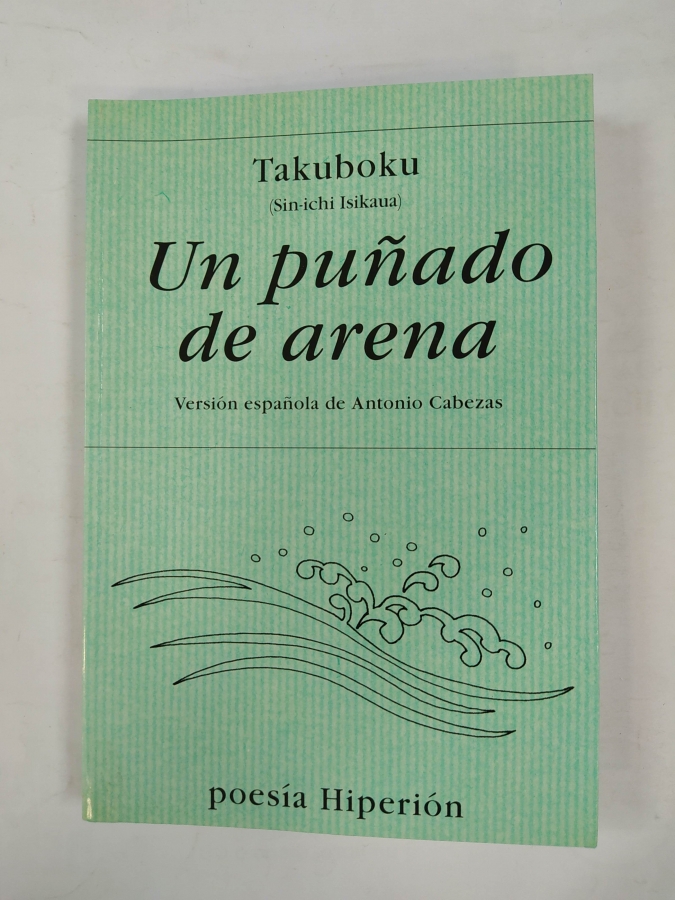 Takuboku
(Sin-ichi Isikaua)
Un puñado
de arena
Versión española de Antonio Cabezas
poesía Hiperión